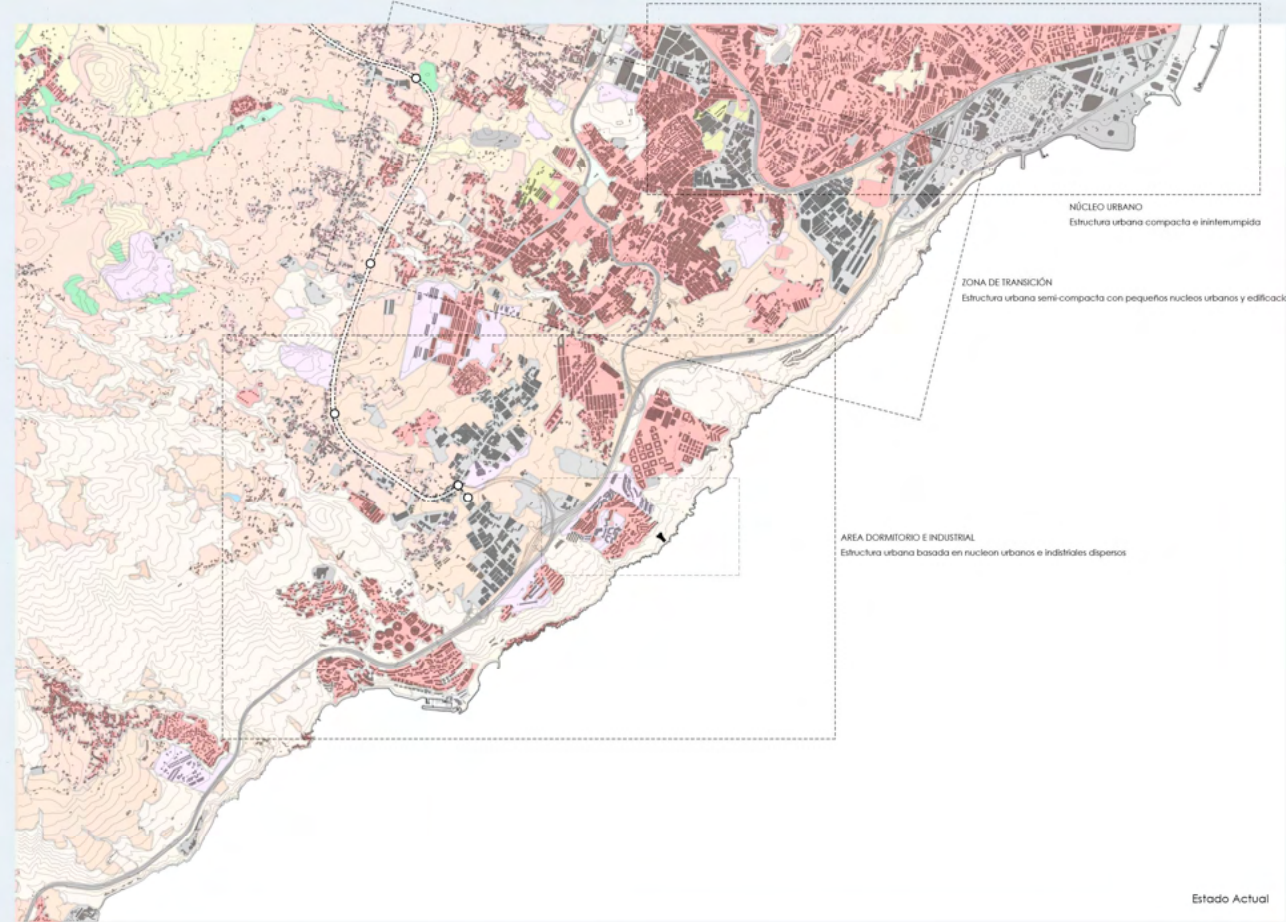 NÚCLEO URBANO
Estructura urbana compacta e ininterrumpida
ZONA DE TRANSICIÓN
Estructura urbana semi-compacta con pequeños nucleos urbanos y edificacio
AREA DORMITORIO E INDUSTRIAL
Estructura urbana basada en nucleon urbanos e indistriales dispersos
Estado Actual